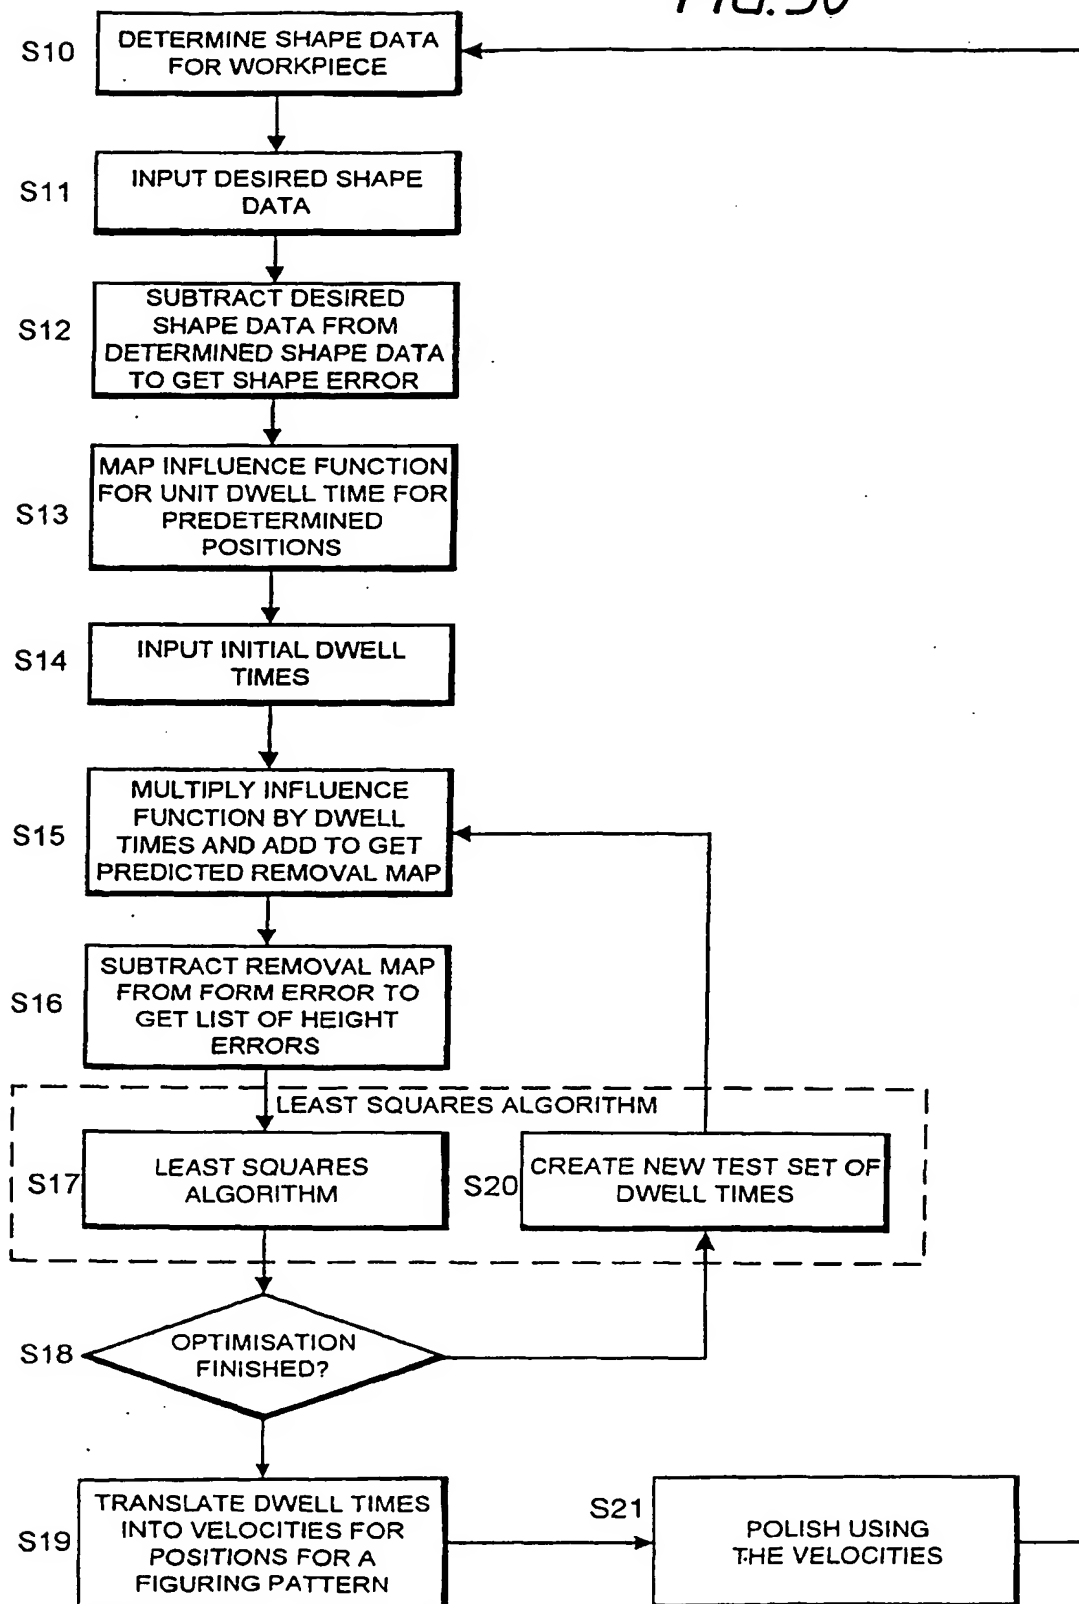 FIG. 30
S10
DETERMINE SHAPE DATA
FOR WORKPIECE
S11
INPUT DESIRED SHAPE
DATA
S12
SUBTRACT DESIRED
SHAPE DATA FROM
DETERMINED SHAPE DATA
TO GET SHAPE ERROR
S13
MAP INFLUENCE FUNCTION
FOR UNIT DWELL TIME FOR
PREDETERMINED
POSITIONS
S14
INPUT INITIAL DWELL
TIMES
S15
MULTIPLY INFLUENCE
FUNCTION BY DWELL
TIMES AND ADD TO GET
PREDICTED REMOVAL MAP
S16
SUBTRACT REMOVAL MAP
FROM FORM ERROR TO
GET LIST OF HEIGHT
ERRORS
LEAST SQUARES ALGORITHM
S17
LEAST SQUARES
ALGORITHM
S20
CREATE NEW TEST SET OF
DWELL TIMES
S18
OPTIMISATION
FINISHED?
S19
TRANSLATE DWELL TIMES
INTO VELOCITIES FOR
POSITIONS FOR A
FIGURING PATTERN
S21
POLISH USING
THE VELOCITIES